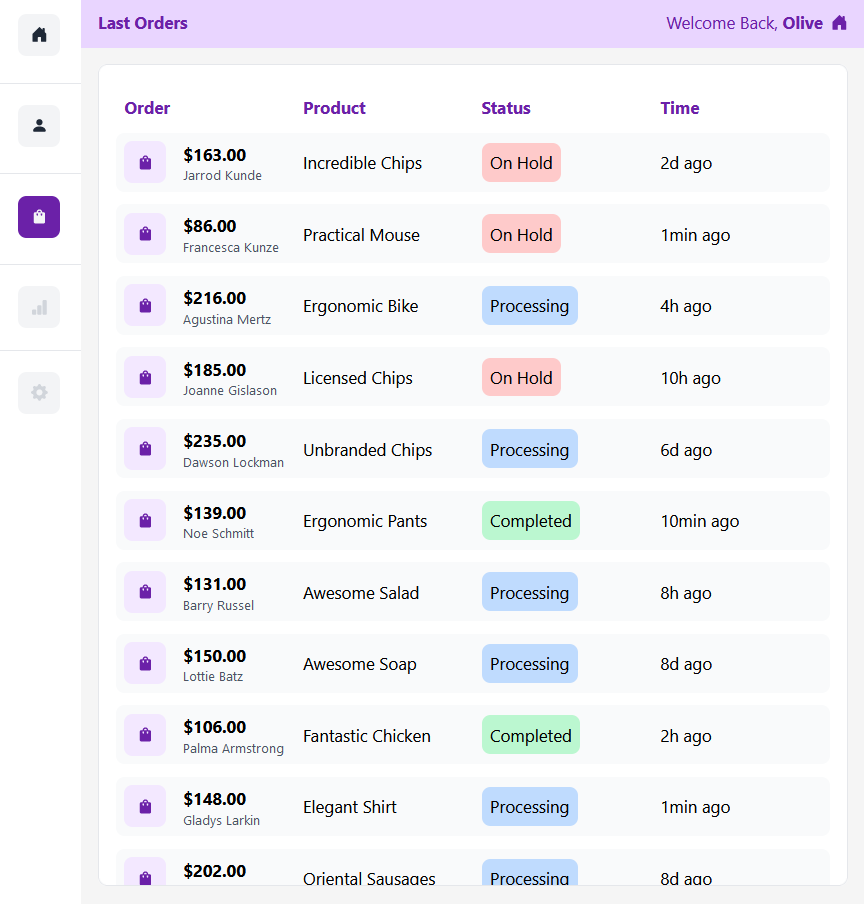 Last Orders
Welcome Back, Olive
Order Product Status Time
$163.00
Jarrod Kunde
Incredible Chips On Hold 2d ago
$86.00
Francesca Kunze
Practical Mouse On Hold 1min ago
$216.00
Agustina Mertz
Ergonomic Bike Processing 4h ago
$185.00
Joanne Gislason
Licensed Chips On Hold 10h ago
$235.00
Dawson Lockman
Unbranded Chips Processing 6d ago
$139.00
Noe Schmitt
Ergonomic Pants Completed 10min ago
$131.00
Barry Russel
Awesome Salad Processing 8h ago
$150.00
Lottie Batz
Awesome Soap Processing 8d ago
$106.00
Palma Armstrong
Fantastic Chicken Completed 2h ago
$148.00
Gladys Larkin
Elegant Shirt Processing 1min ago
$202.00
Oriental Sausages Processing 8d ago